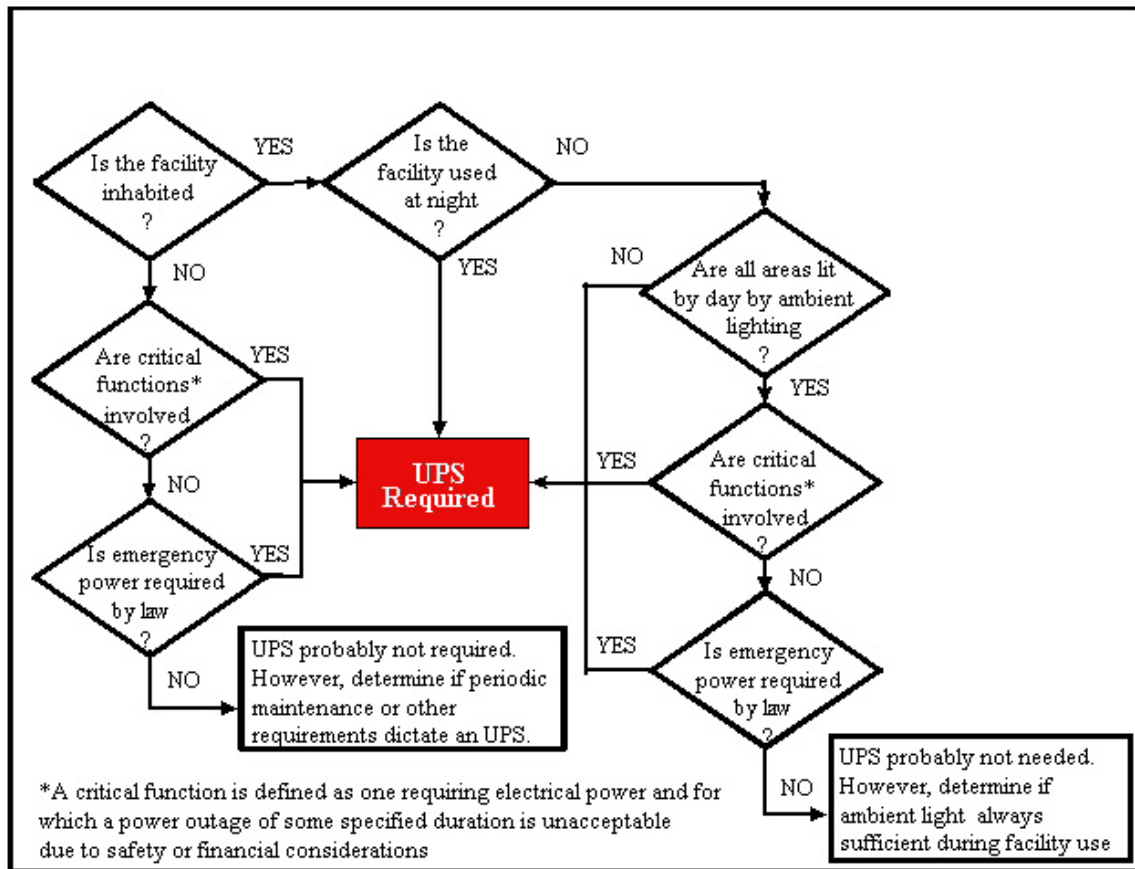 Is the facility
inhabited
?
YES
Is the
facility used
at night
?
NO
YES
NO
Are all areas lit
by day by ambient
lighting
?
NO
YES
Are critical
functions*
involved
?
YES
NO
UPS
Required
YES
Are critical
functions*
involved
?
NO
Is emergency
power required
by law
?
YES
NO
UPS probably not required.
However, determine if periodic
maintenance or other
requirements dictate an UPS.
YES
Is emergency
power required
by law
?
NO
UPS probably not needed.
However, determine if
ambient light always
sufficient during facility use
*A critical function is defined as one requiring electrical power and for
which a power outage of some specified duration is unacceptable
due to safety or financial considerations